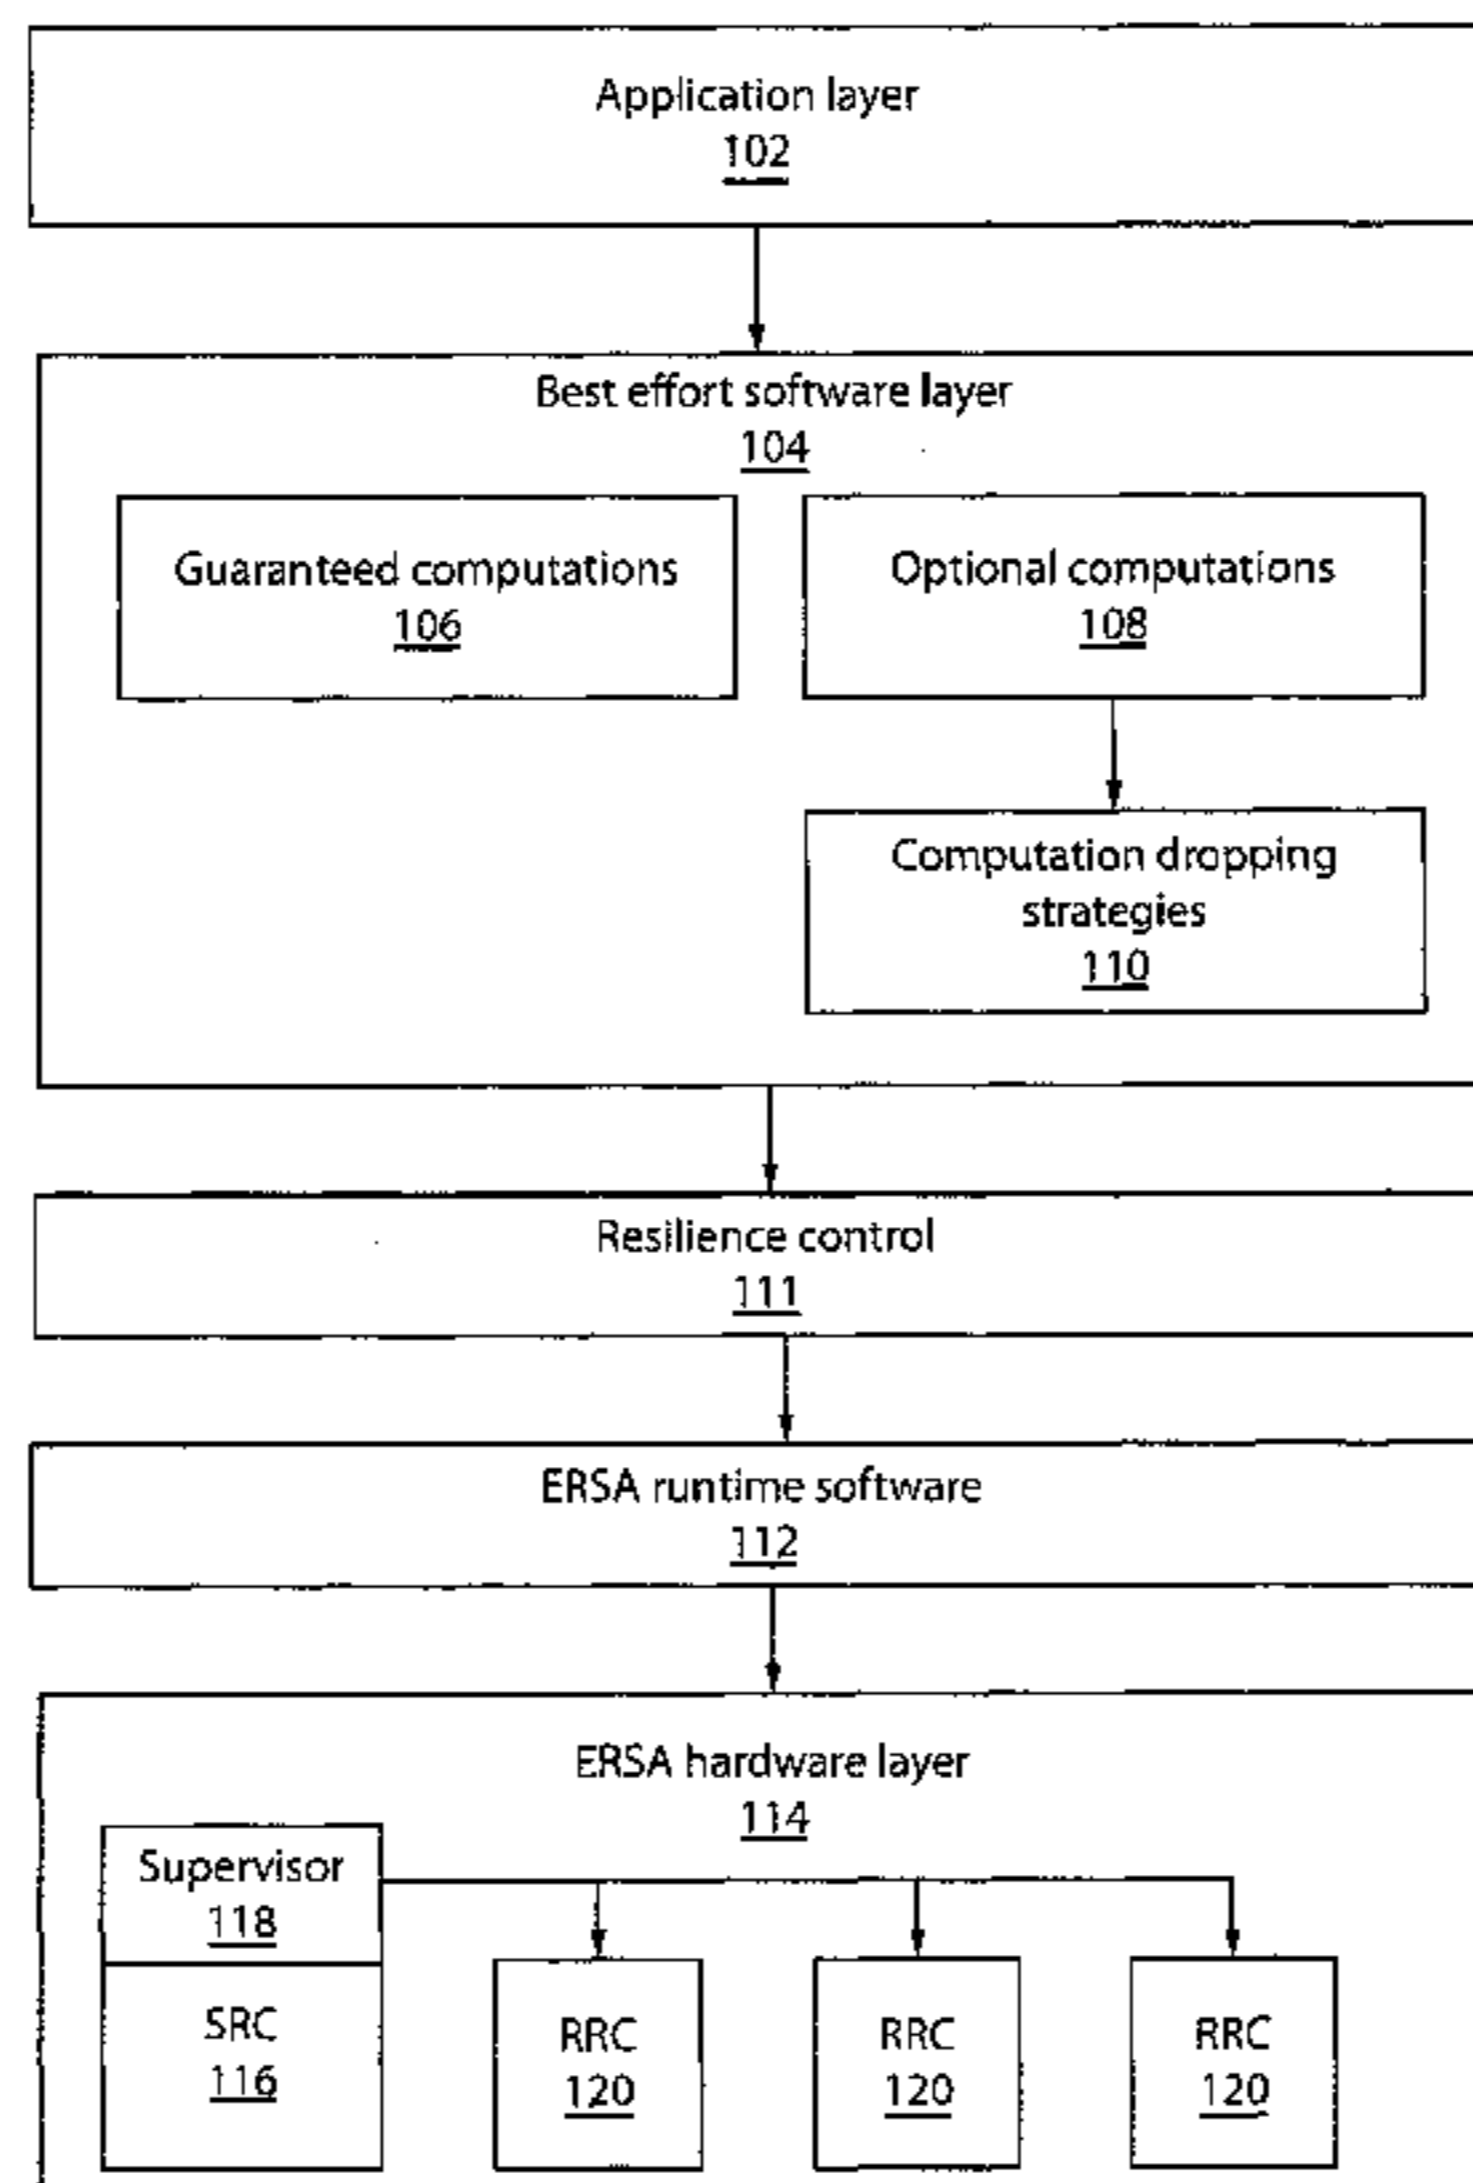 Application layer
102
Best effort software layer
104
Guaranteed computations
106
Optional computations
108
Computation dropping
strategies
110
Resilience control
111
ERSA runtime software
112
ERSA hardware layer
114
Supervisor
118
SRC
116
RRC
120
RRC
120
RRC
120